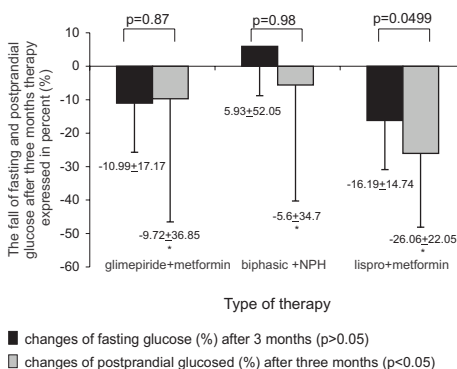 p=0.87
p=0.98
p=0.0499
The fall of fasting and postprandial
glucose after three months therapy
expressed in percent (%)
10
0
-10
-20
-30
-40
-50
-60
-10.99±17.17
-9.72±36.85
*
5.93±52.05
-5.6±34.7
*
-16.19±14.74
-26.06±22.05
*
glimepiride+metformin
biphasic +NPH
lispro+metformin
Type of therapy
changes of fasting glucose (%) after 3 months (p>0.05)
changes of postprandial glucosed (%) after three months (p<0.05)